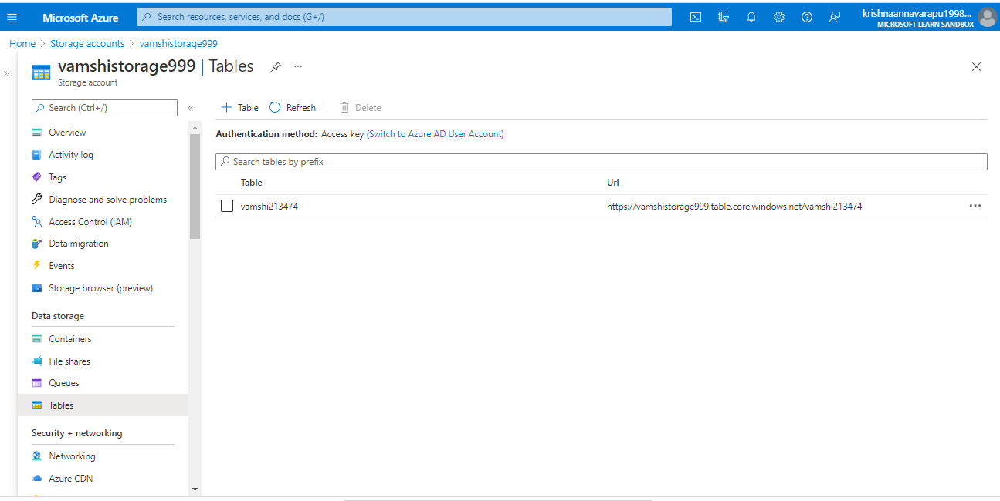 Microsoft Azure
Search resources, services, and docs (G+/)
krishnaannavarapu1998...
MICROSOFT LEARN SANDBOX
Home > Storage accounts > vamshistorage999
vamshistorage999 | Tables
Storage account
Search (Ctrl+/)
Overview
Activity log
Tags
Diagnose and solve problems
Access Control (IAM)
Data migration
Events
Storage browser (preview)
Data storage
Containers
File shares
Queues
Tables
Security + networking
Networking
Azure CDN
Table Refresh Delete
Authentication method: Access key (Switch to Azure AD User Account)
Search tables by prefix
Table Url
vamshi213474 https://vamshistorage999.table.core.windows.net/vamshi213474